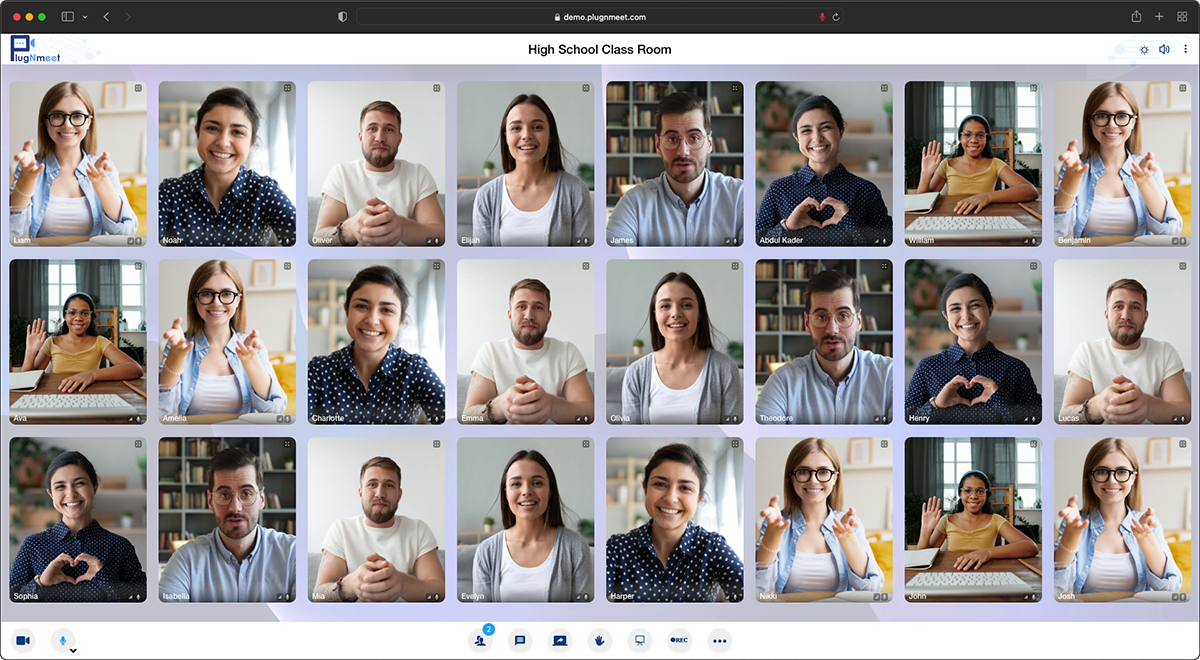 demo.plugnmeet.com
PlugNmeet
High School Class Room
Liam
Noah
Oliver
Elijah
James
Abdul Kader
William
Benjamin
Ava
Amelia
Charlotte
Emma
Olivia
Theodore
Henry
Lucas
Sophia
Isabella
Mia
Evelyn
Harper
Nikki
John
Josh
2
REC